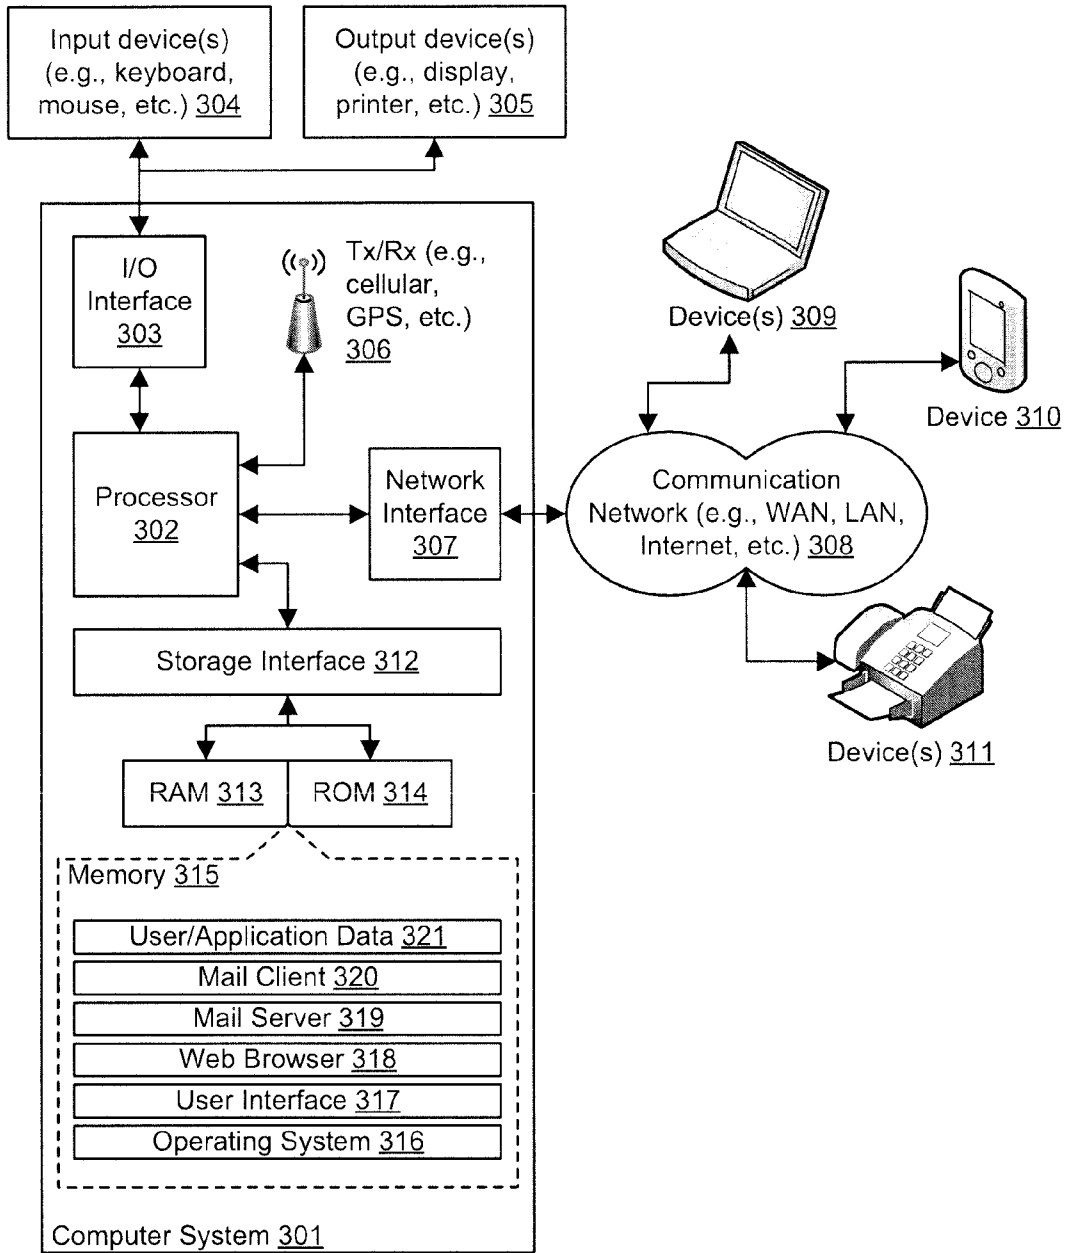 Input device(s)
(e.g., keyboard,
mouse, etc.) 304
Output device(s)
(e.g., display,
printer, etc.) 305
I/O
Interface
303
Tx/Rx (e.g.,
cellular,
GPS, etc.)
306
Device(s) 309
Device 310
Processor
302
Network
Interface
307
Communication
Network (e.g., WAN, LAN,
Internet, etc.) 308
Storage Interface 312
Device(s) 311
RAM 313
ROM 314
Memory 315
User/Application Data 321
Mail Client 320
Mail Server 319
Web Browser 318
User Interface 317
Operating System 316
Computer System 301